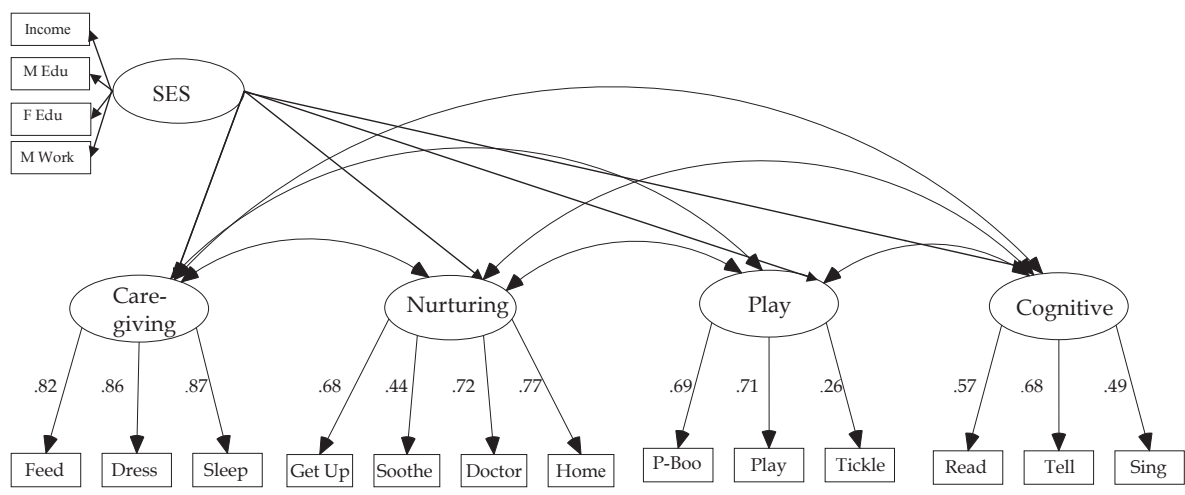 Income
M Edu
F Edu
M Work
SES
Care-
giving
Nurturing
Play
Cognitive
.82
.86
.87
.68
.44
.72
.77
.69
.71
.26
.57
.68
.49
Feed
Dress
Sleep
Get Up
Soothe
Doctor
Home
P-Boo
Play
Tickle
Read
Tell
Sing